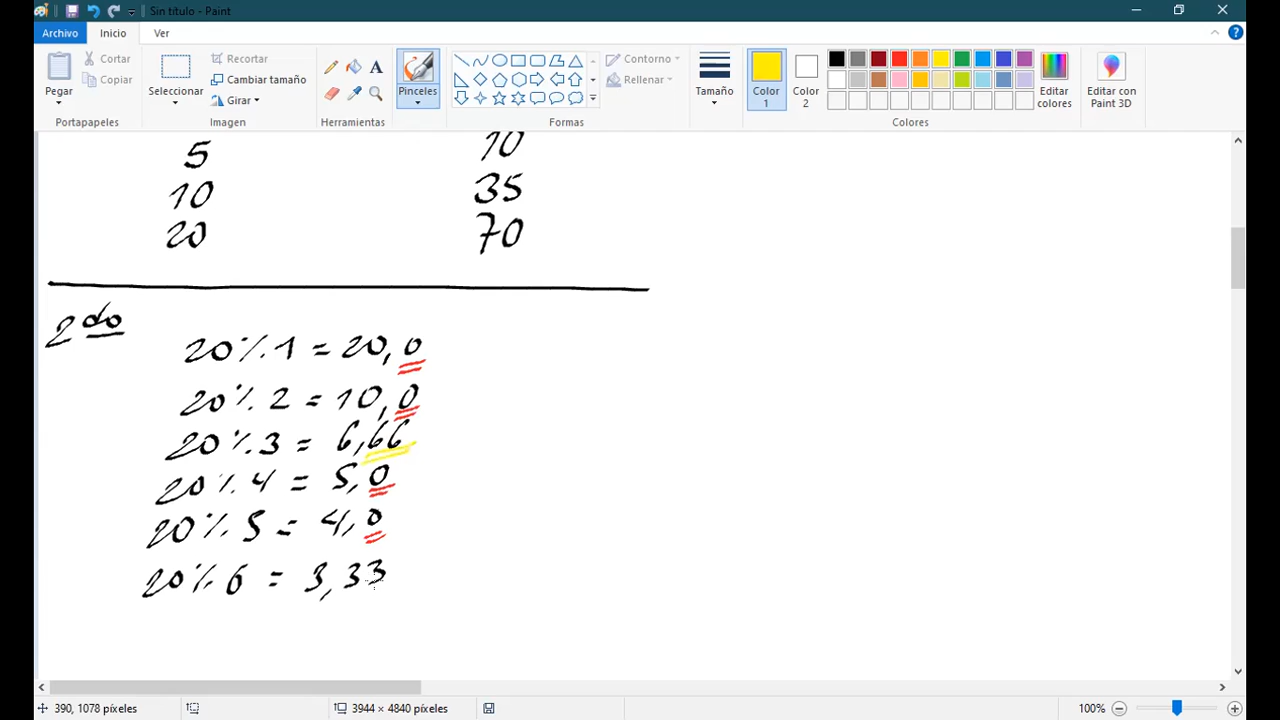 Sin título - Paint
Archivo Inicio Ver
Pegar
Cortar
Copiar
Portapapeles
Seleccionar
Recortar
Cambiar tamaño
Girar
Imagen
A
Herramientas
Pinceles
Contorno
Rellenar
Formas
Tamaño
Color 1
Color 2
Editar colores
Colores
Editar con Paint 3D
5 10
10 35
20 70
2do
20 ٪ 1 = 20,0
20 ٪ 2 = 10,0
20 ٪ 3 = 6,66
20 ٪ 4 = 5,0
20 ٪ 5 = 4,0
20 ٪ 6 = 3,33
390, 1078 píxeles 3944 × 4840 píxeles 100%